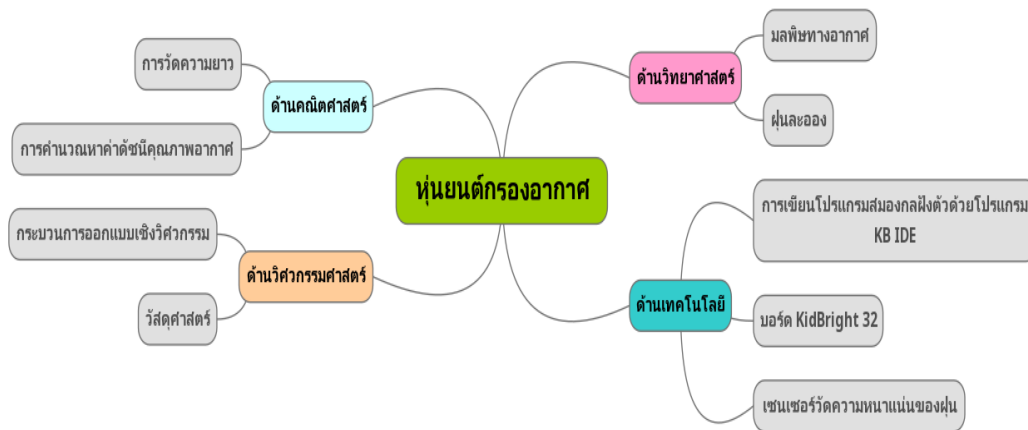 หุ่นยนต์กรองอากาศ
ด้านวิทยาศาสตร์
มลพิษทางอากาศ
ฝุ่นละออง
ด้านเทคโนโลยี
การเขียนโปรแกรมสมองกลฝังตัวด้วยโปรแกรม
KB IDE
บอร์ด KidBright 32
เซนเซอร์วัดความหนาแน่นของฝุ่น
ด้านคณิตศาสตร์
การวัดความยาว
การคำนวณหาค่าดัชนีคุณภาพอากาศ
ด้านวิศวกรรมศาสตร์
กระบวนการออกแบบเชิงวิศวกรรม
วัสดุศาสตร์